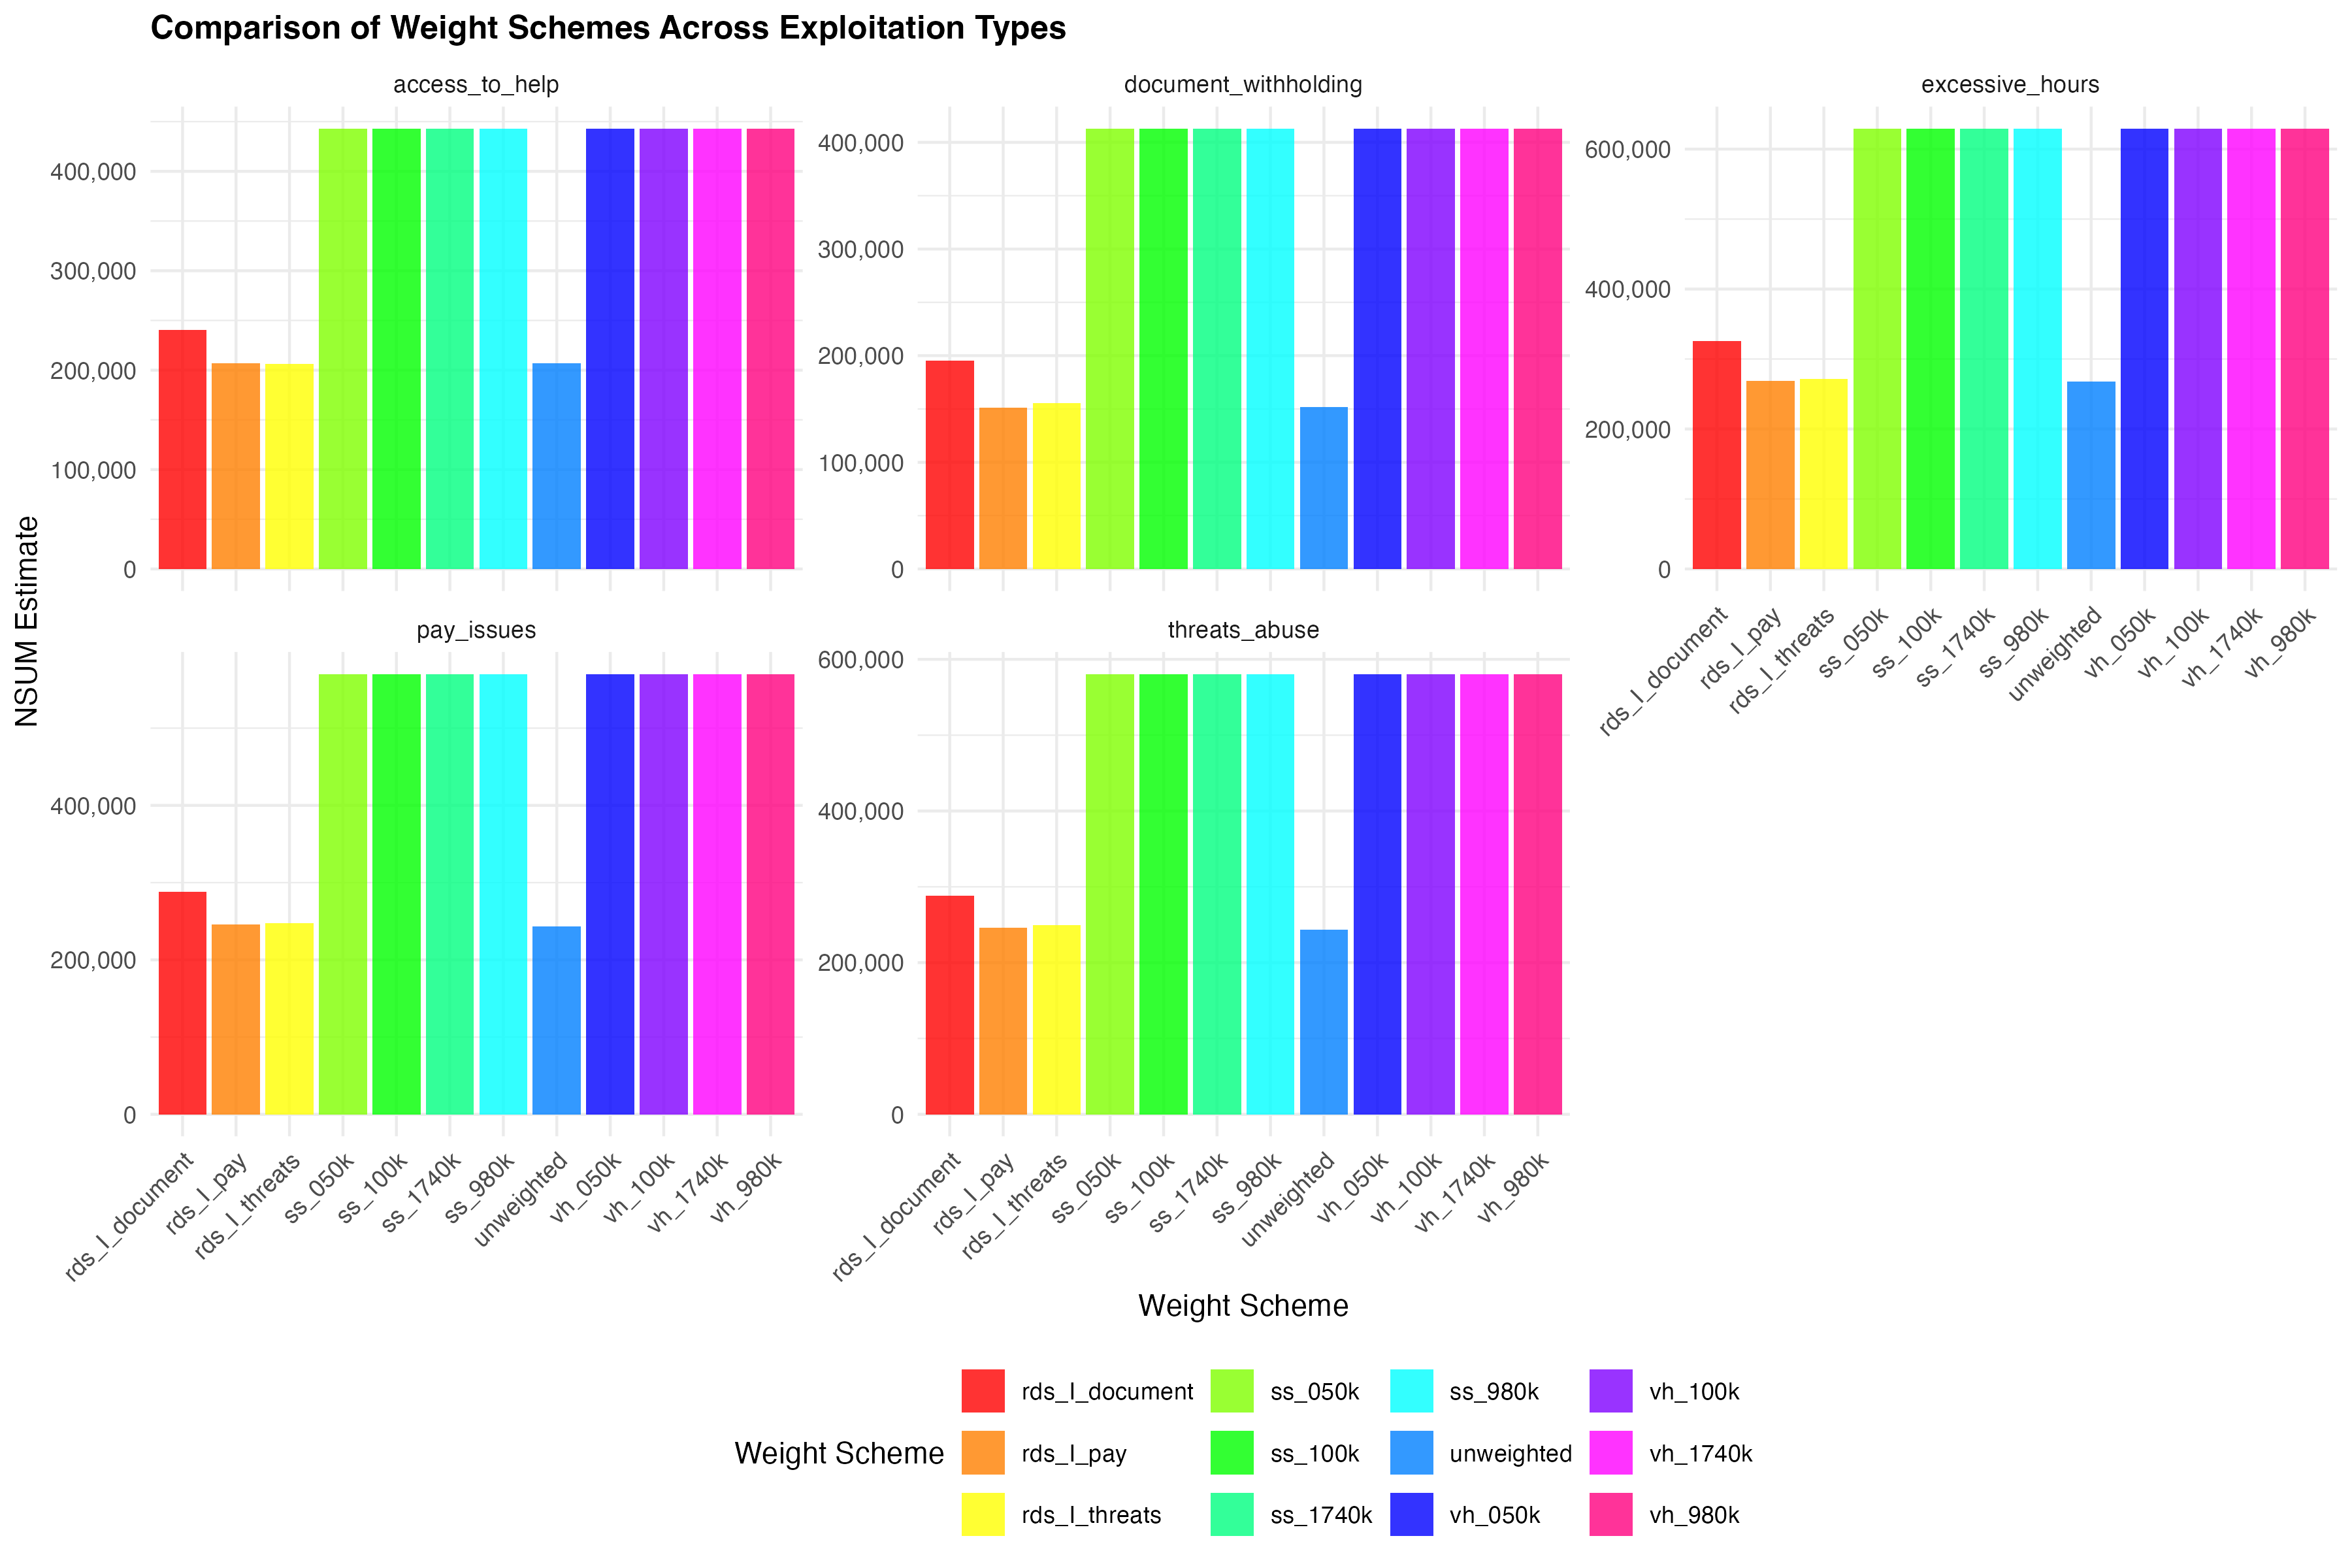 Comparison of Weight Schemes Across Exploitation Types
access_to_help
document_withholding
excessive_hours
400,000
300,000
200,000
100,000
0
400,000
300,000
200,000
100,000
0
600,000
400,000
200,000
0
rds_I_document
rds_I_pay
rds_I_threats
ss_050k
ss_100k
ss_1740k
ss_980k
unweighted
vh_050k
vh_100k
vh_1740k
vh_980k
NSUM Estimate
pay_issues
threats_abuse
400,000
200,000
0
600,000
400,000
200,000
0
rds_I_document
rds_I_pay
rds_I_threats
ss_050k
ss_100k
ss_1740k
ss_980k
unweighted
vh_050k
vh_100k
vh_1740k
vh_980k
rds_I_document
rds_I_pay
rds_I_threats
ss_050k
ss_100k
ss_1740k
ss_980k
unweighted
vh_050k
vh_100k
vh_1740k
vh_980k
Weight Scheme
Weight Scheme
rds_I_document
rds_I_pay
rds_I_threats
ss_050k
ss_100k
ss_1740k
ss_980k
unweighted
vh_050k
vh_100k
vh_1740k
vh_980k